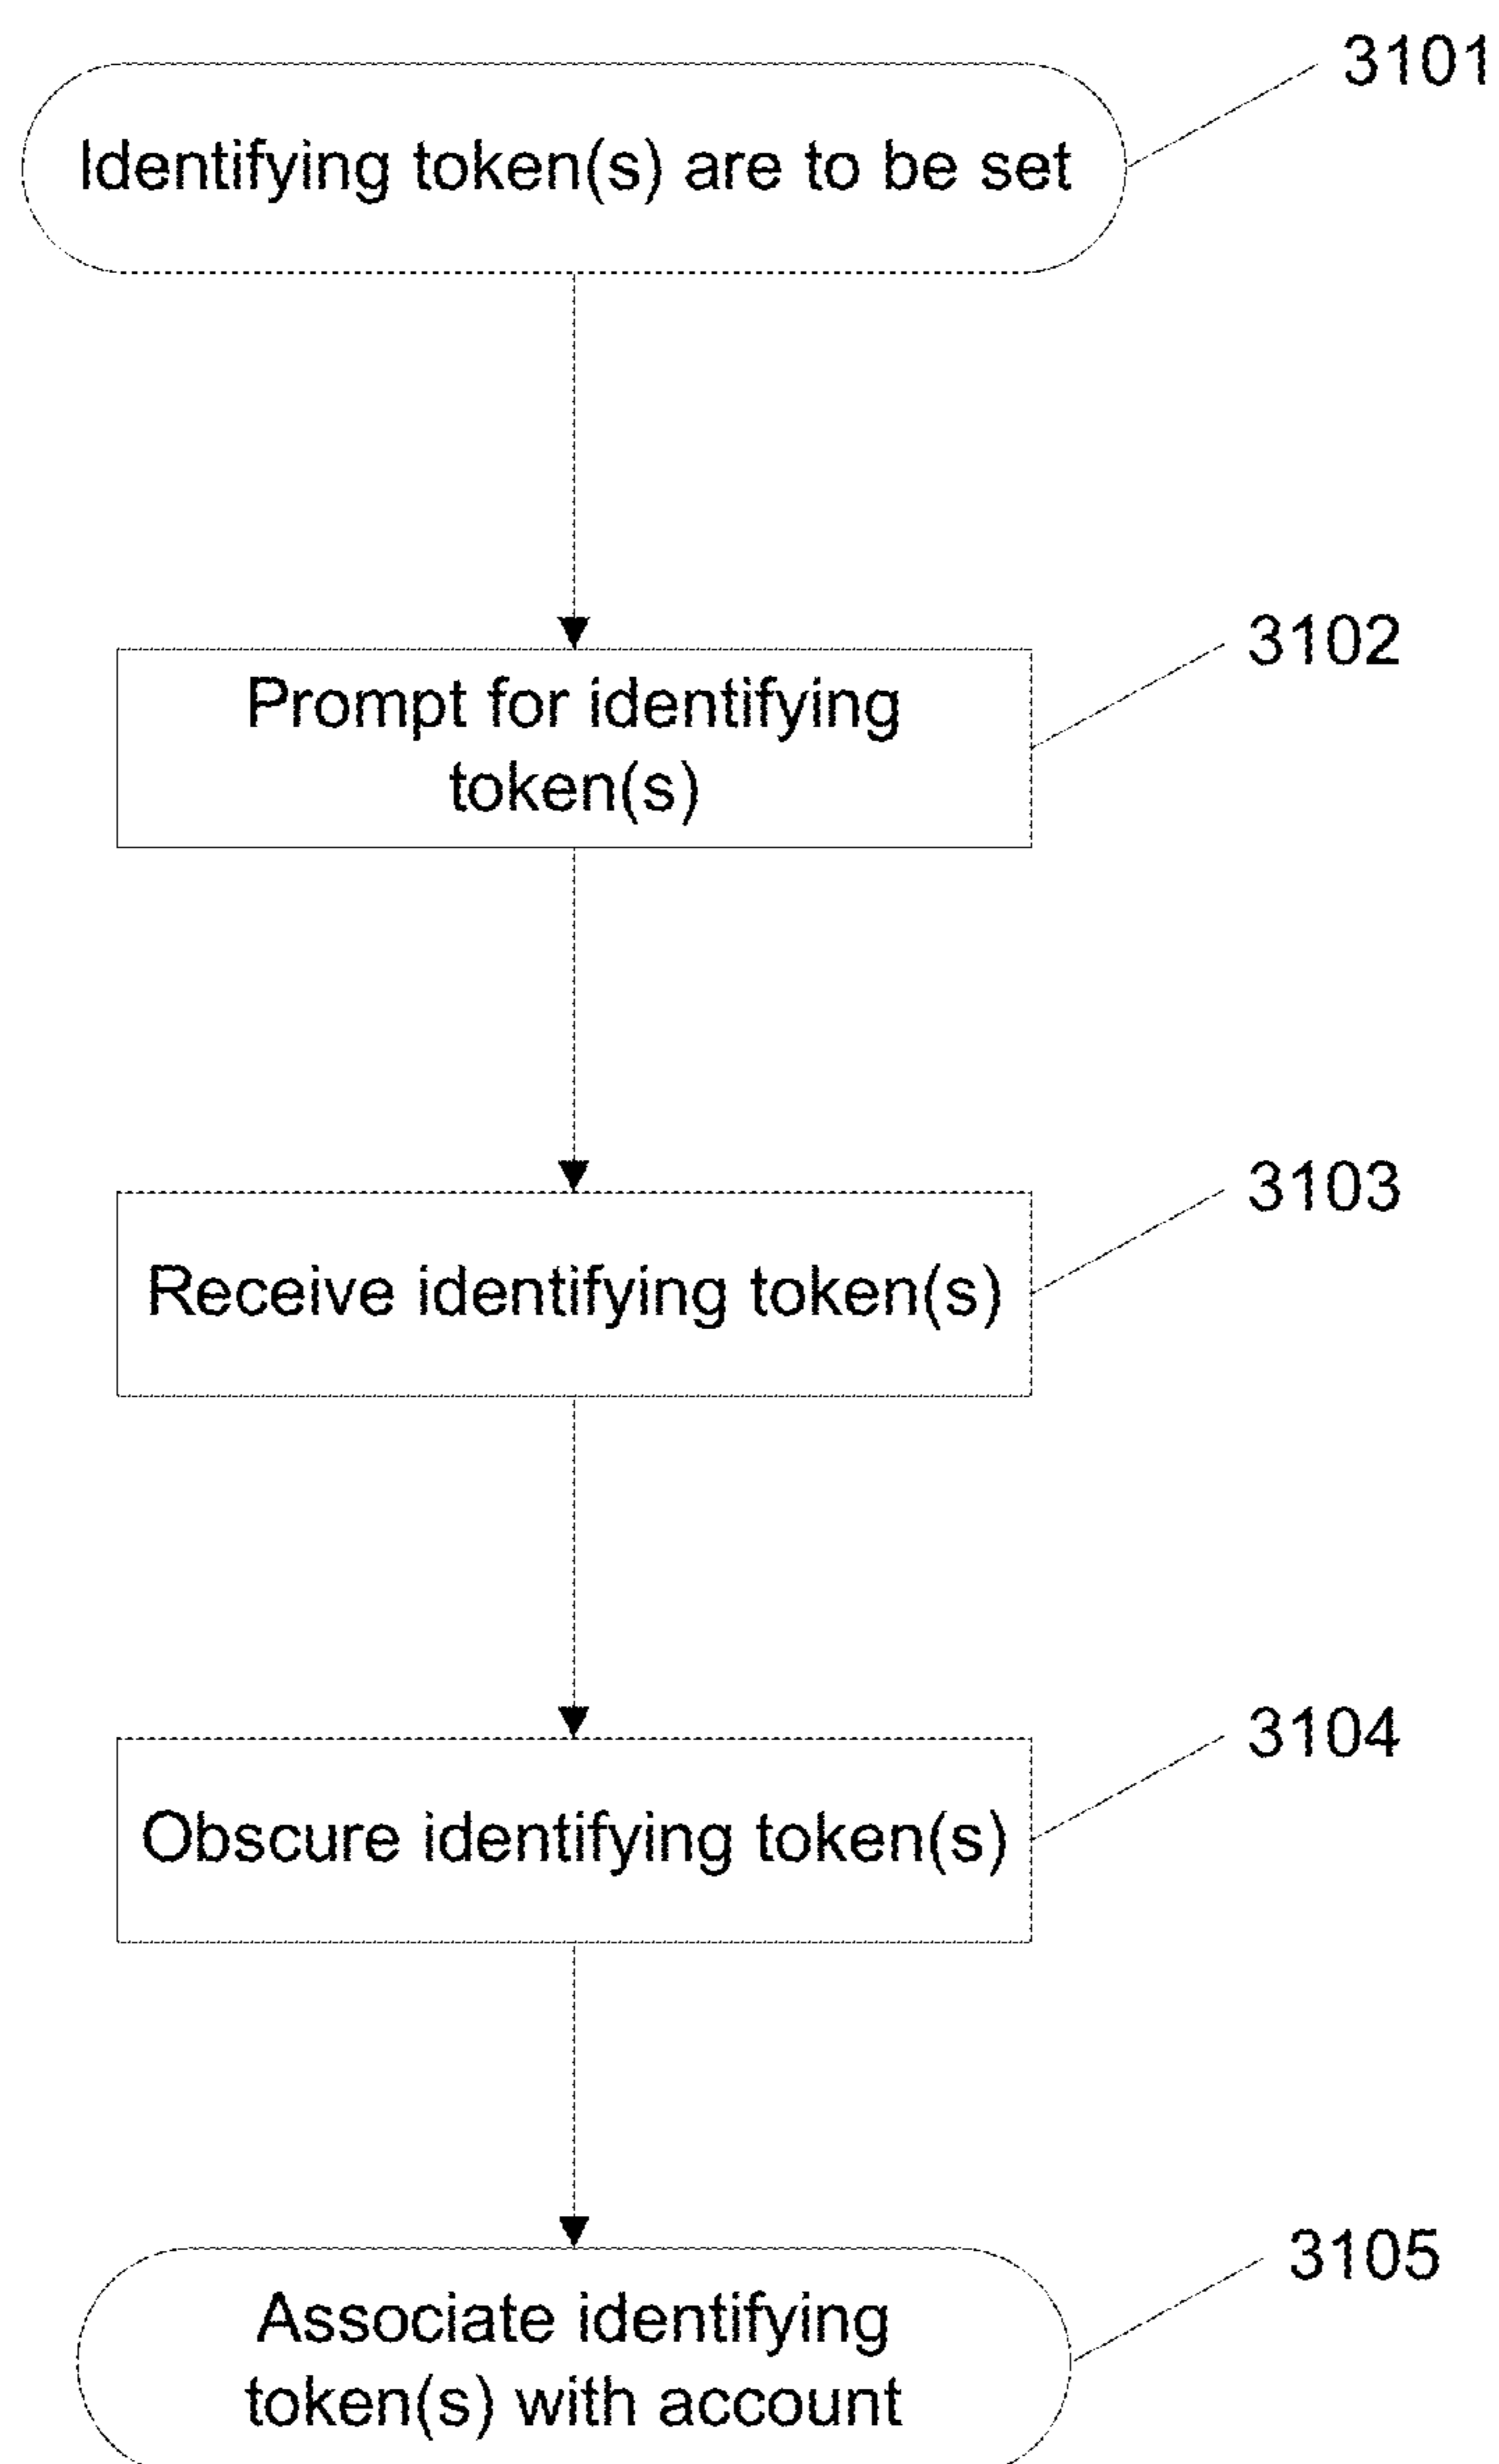 3101
Identifying token(s) are to be set
3102
Prompt for identifying
token(s)
3103
Receive identifying token(s)
3104
Obscure identifying token(s)
3105
Associate identifying
token(s) with account